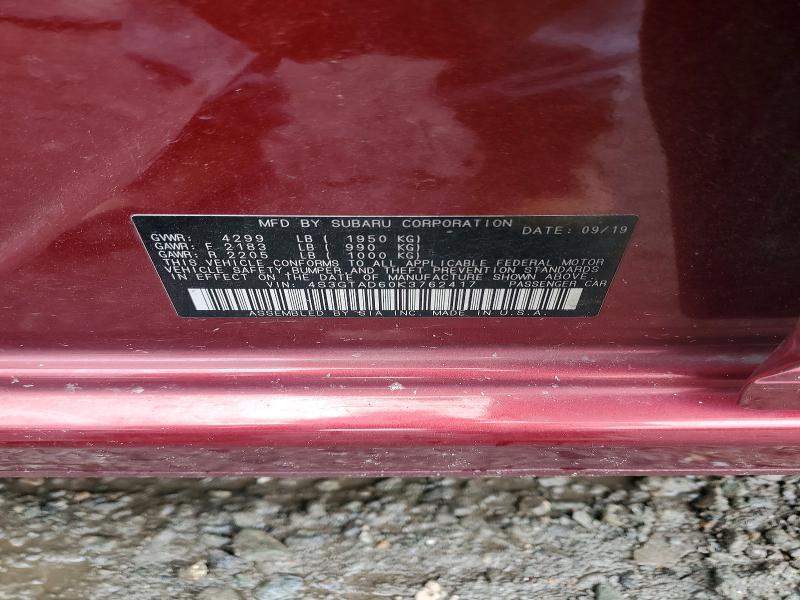 MFD BY SUBARU CORPORATION
DATE: 09/19
GVWR: 4299 LB ( 1950 KG)
GAWR: F 2183 LB ( 990 KG)
GAWR: R 2205 LB ( 1000 KG)
THIS VEHICLE CONFORMS TO ALL APPLICABLE FEDERAL MOTOR
VEHICLE SAFETY, BUMPER, AND THEFT PREVENTION STANDARDS
IN EFFECT ON THE DATE OF MANUFACTURE SHOWN ABOVE.
VIN: 4S3GTAD60K3762417 PASSENGER CAR
ASSEMBLED BY SIA INC. MADE IN U.S.A.